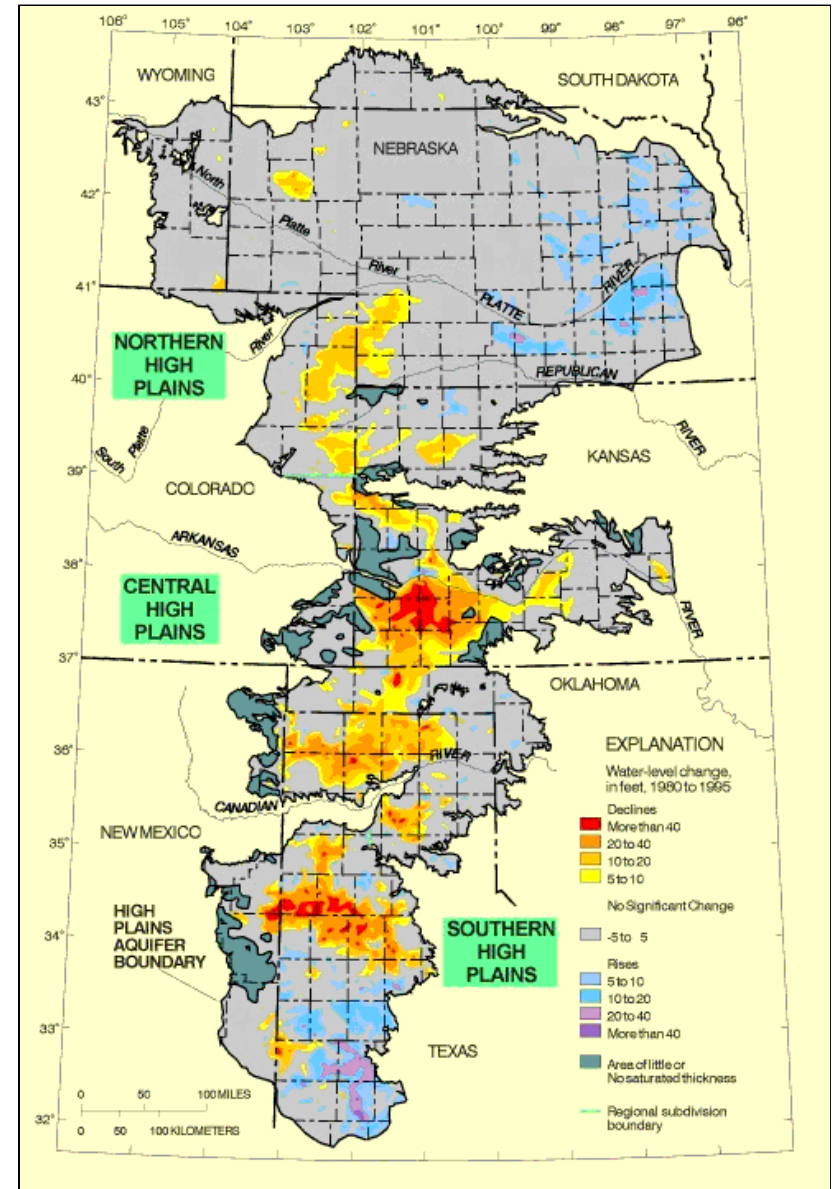 106° 105° 104° 103° 102° 101° 100° 99° 98° 97° 96°
WYOMING
SOUTH DAKOTA
43°
NEBRASKA
North
42°
Platte
River
RIVER
41°
PLATTE
NORTHERN
HIGH
PLAINS
River
REPUBLICAN
40°
South Platte
RIVER
39°
KANSAS
COLORADO
ARKANSAS
38°
CENTRAL
HIGH
PLAINS
RIVER
37°
OKLAHOMA
36°
RIVER
CANADIAN
EXPLANATION
Water-level change,
in feet, 1980 to 1995
Declines
More than 40
20 to 40
10 to 20
5 to 10
No Significant Change
-5 to 5
Rises
5 to 10
10 to 20
20 to 40
More than 40
Area of little or
No saturated thickness
Regional subdivision
boundary
35°
NEW MEXICO
HIGH
PLAINS
AQUIFER
BOUNDARY
34°
SOUTHERN
HIGH
PLAINS
33°
TEXAS
0 50 100 MILES
0 50 100 KILOMETERS
32°